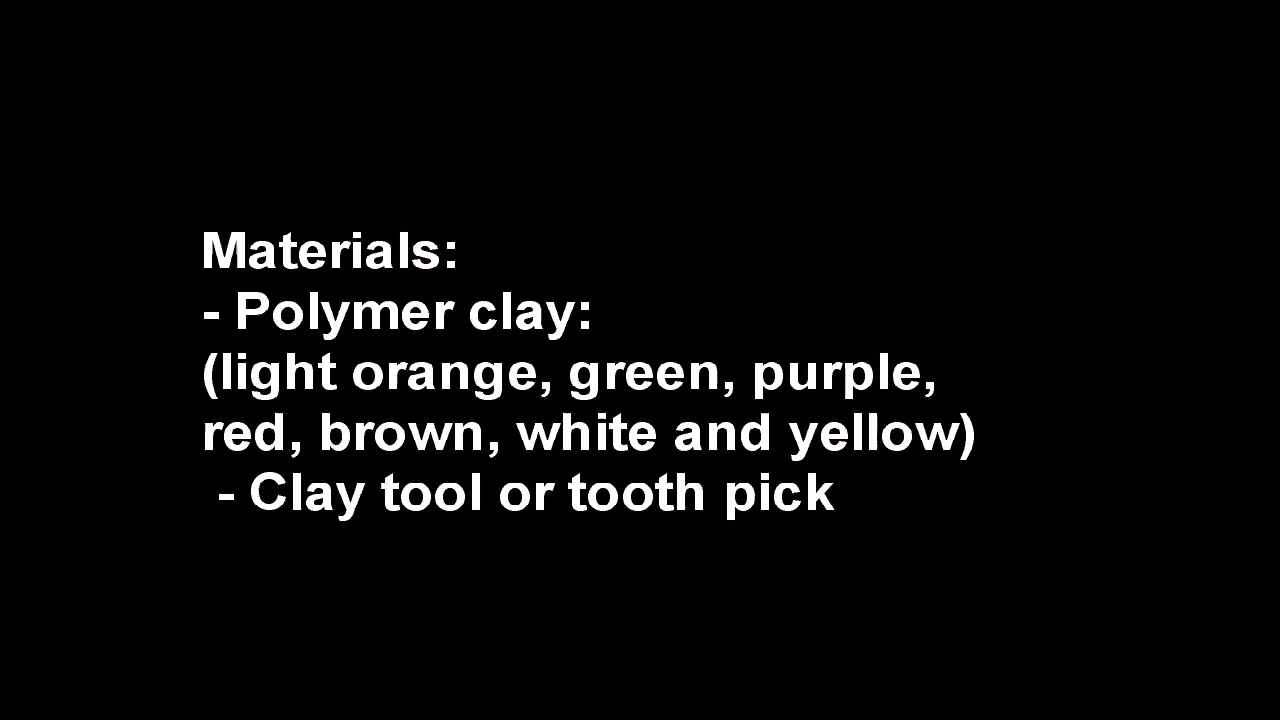 Materials:
- Polymer clay:
(light orange, green, purple,
red, brown, white and yellow)
- Clay tool or tooth pick